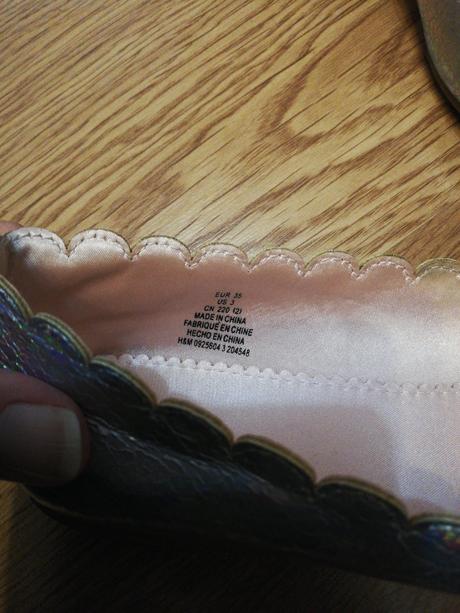 EUR 35
US 3
CN 220 (2)
MADE IN CHINA
FABRIQUÉ EN CHINE
HECHO EN CHINA
H&M 0925604 3 204548